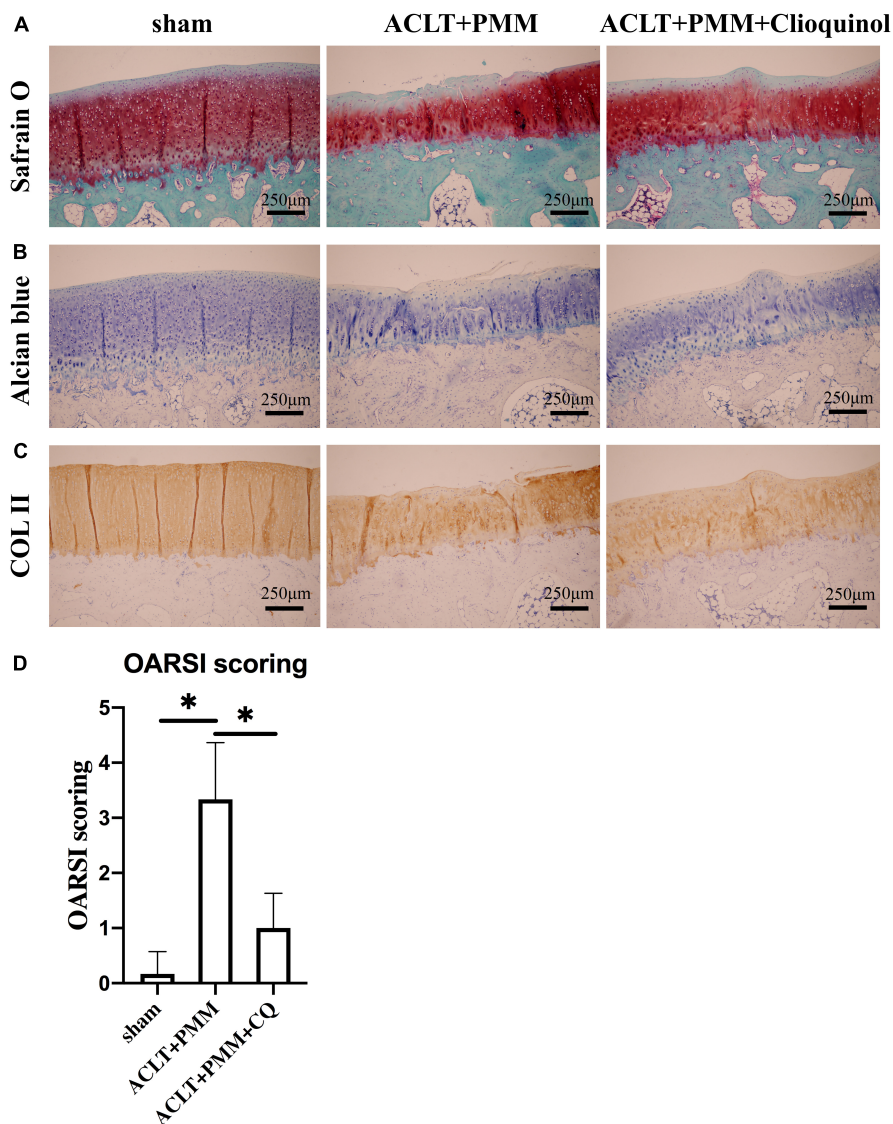 A
sham
ACLT+PMM
ACLT+PMM+Clioquinol
Safrain O
250μm
250μm
250μm
B
Alcian blue
250μm
250μm
250μm
C
COL II
250μm
250μm
250μm
D
OARSI scoring
* *
OARSI scoring
5
4
3
2
1
0
sham
ACLT+PMM
ACLT+PMM+CQ